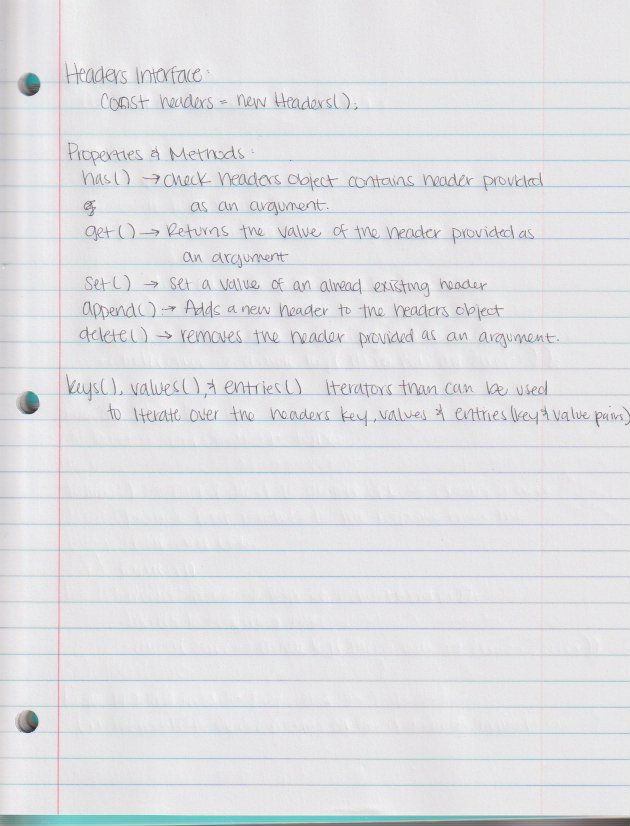 Headers Interface:
const headers = new Headers();
Properties & Methods:
has() → check headers object contains header provided
as an argument.
get() → Returns the value of the header provided as
an argument
set() → set a value of an alread existing header
append() → Adds a new header to the headers object
delete() → removes the header provided as an argument.
keys(), values(), & entries() Iterators than can be used
to iterate over the headers key, values & entries (key & value pairs)